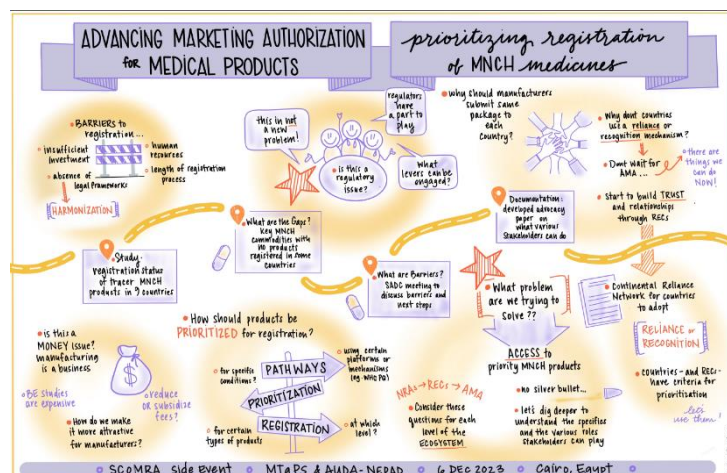 ADVANCING MARKETING AUTHORIZATION
for MEDICAL PRODUCTS
prioritizing registration
of MNCH medicines
• BARRIERS to
registration...
• insufficient
investment
• human
resources
• absence of
legal frameworks
• length of registration
process
[HARMONIZATION]
this in not
a new
problem!
regulators
have
a part to
play
• is this a
regulatory
issue?
What
levers can be
engaged?
• why should manufacturers
submit same
package to
each
Country?
• Why dont countries
use a reliance or
recognition mechanism?
• Dont wait for
AMA...
• there are
things we
can do
NOW!
• Start to build TRUST
and relationships
through RECs
• Study.
registration status
of tracer MNCH
products in 9 countries
• What are the Gaps?
Key MNCH
commodities with
no products
registered in some
countries
• What are Barriers?
SADC meeting to
discuss barriers and
next steps
Documentation:
developed advocacy
paper on
what various
stakeholders can do
• is this a
MONEY issue?
manufacturing
is a business
• BE studies
are expensive
$
• reduce
OR subsidize
fees?
• How do we make
it more attractive
for manufacturers?
• How should products be
PRIORITIZED for registration?
• for specific
conditions?
• using certain
platforms or
mechanisms
(eg. WHO PQ)
PATHWAYS
PRIORITIZATION
REGISTRATION
• for certain
types of products
• at which
level?
• What problem
are we trying to
solve??
ACCESS to
priority MNCH products
NRAs → RECs → AMA
• Consider these
questions for each
level of the
ECOSYSTEM
• no silver bullet...
• let's dig deeper to
understand the specifics
and the various roles
stakeholders can play
• Continental Reliance
Network for countries
to adopt
[RELIANCE or
RECOGNITION]
• countries - and RECs -
have criteria for
prioritisation
let's
use them!
SCOMRA side event • MTaPS & AUDA-NEPAD • 6 DEC 2023 • Cairo, Egypt